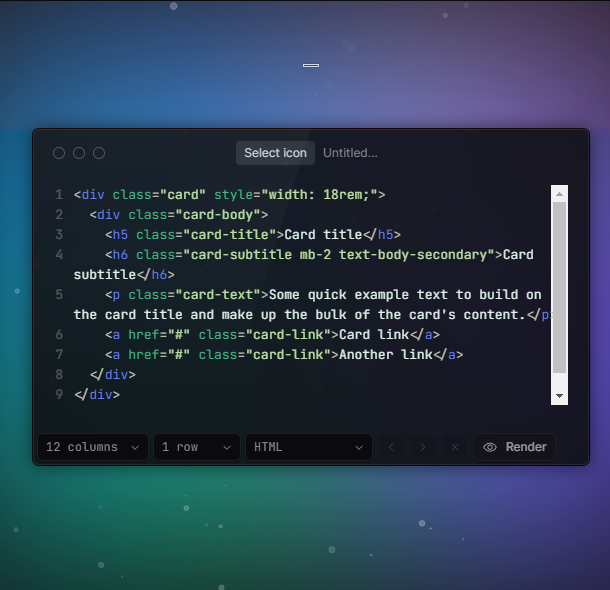 Select icon Untitled...
1 <div class="card" style="width: 18rem;">
2 <div class="card-body">
3 <h5 class="card-title">Card title</h5>
4 <h6 class="card-subtitle mb-2 text-body-secondary">Card
subtitle</h6>
5 <p class="card-text">Some quick example text to build on
the card title and make up the bulk of the card's content.</p>
6 <a href="#" class="card-link">Card link</a>
7 <a href="#" class="card-link">Another link</a>
8 </div>
9 </div>
12 columns 1 row HTML Render